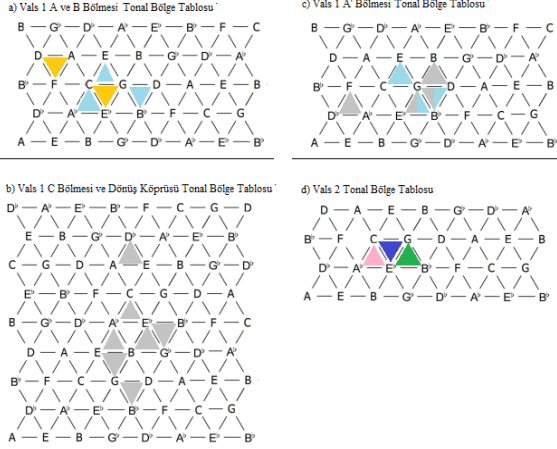 a) Vals 1 A ve B Bölmesi Tonal Bölge Tablosu
B — G♭ — D♭ — A♭ — E♭ — B♭ — F — C
D — A — E — B — G♭ — D♭ — A♭
B♭ — F — C — G — D — A — E — B
D♭ — A♭ — E♭ — B♭ — F — C — G
A — E — B — G♭ — D♭ — A♭ — E♭ — B♭
c) Vals 1 A' Bölmesi Tonal Bölge Tablosu
B — G♭ — D♭ — A♭ — E♭ — B♭ — F — C
D — A — E — B — G♭ — D♭ — A♭
B♭ — F — C — G — D — A — E — B
D♭ — A♭ — E♭ — B♭ — F — C — G
A — E — B — G♭ — D♭ — A♭ — E♭ — B♭
b) Vals 1 C Bölmesi ve Dönüş Köprüsü Tonal Bölge Tablosu
D♭ — A♭ — E♭ — B♭ — F — C — G — D
E — B — G♭ — D♭ — A♭ — E♭ — B♭
C — G — D — A — E — B — G♭ — D♭
E♭ — B♭ — F — C — G — D — A
B — G♭ — D♭ — A♭ — E♭ — B♭ — F — C
D — A — E — B — G♭ — D♭ — A♭
B♭ — F — C — G — D — A — E — B
D♭ — A♭ — E♭ — B♭ — F — C — G
A — E — B — G♭ — D♭ — A♭ — E♭ — B♭
d) Vals 2 Tonal Bölge Tablosu
D — A — E — B — G♭ — D♭ — A♭
B♭ — F — C — G — D — A — E — B
D♭ — A♭ — E♭ — B♭ — F — C — G
A — E — B — G♭ — D♭ — A♭ — E♭ — B♭